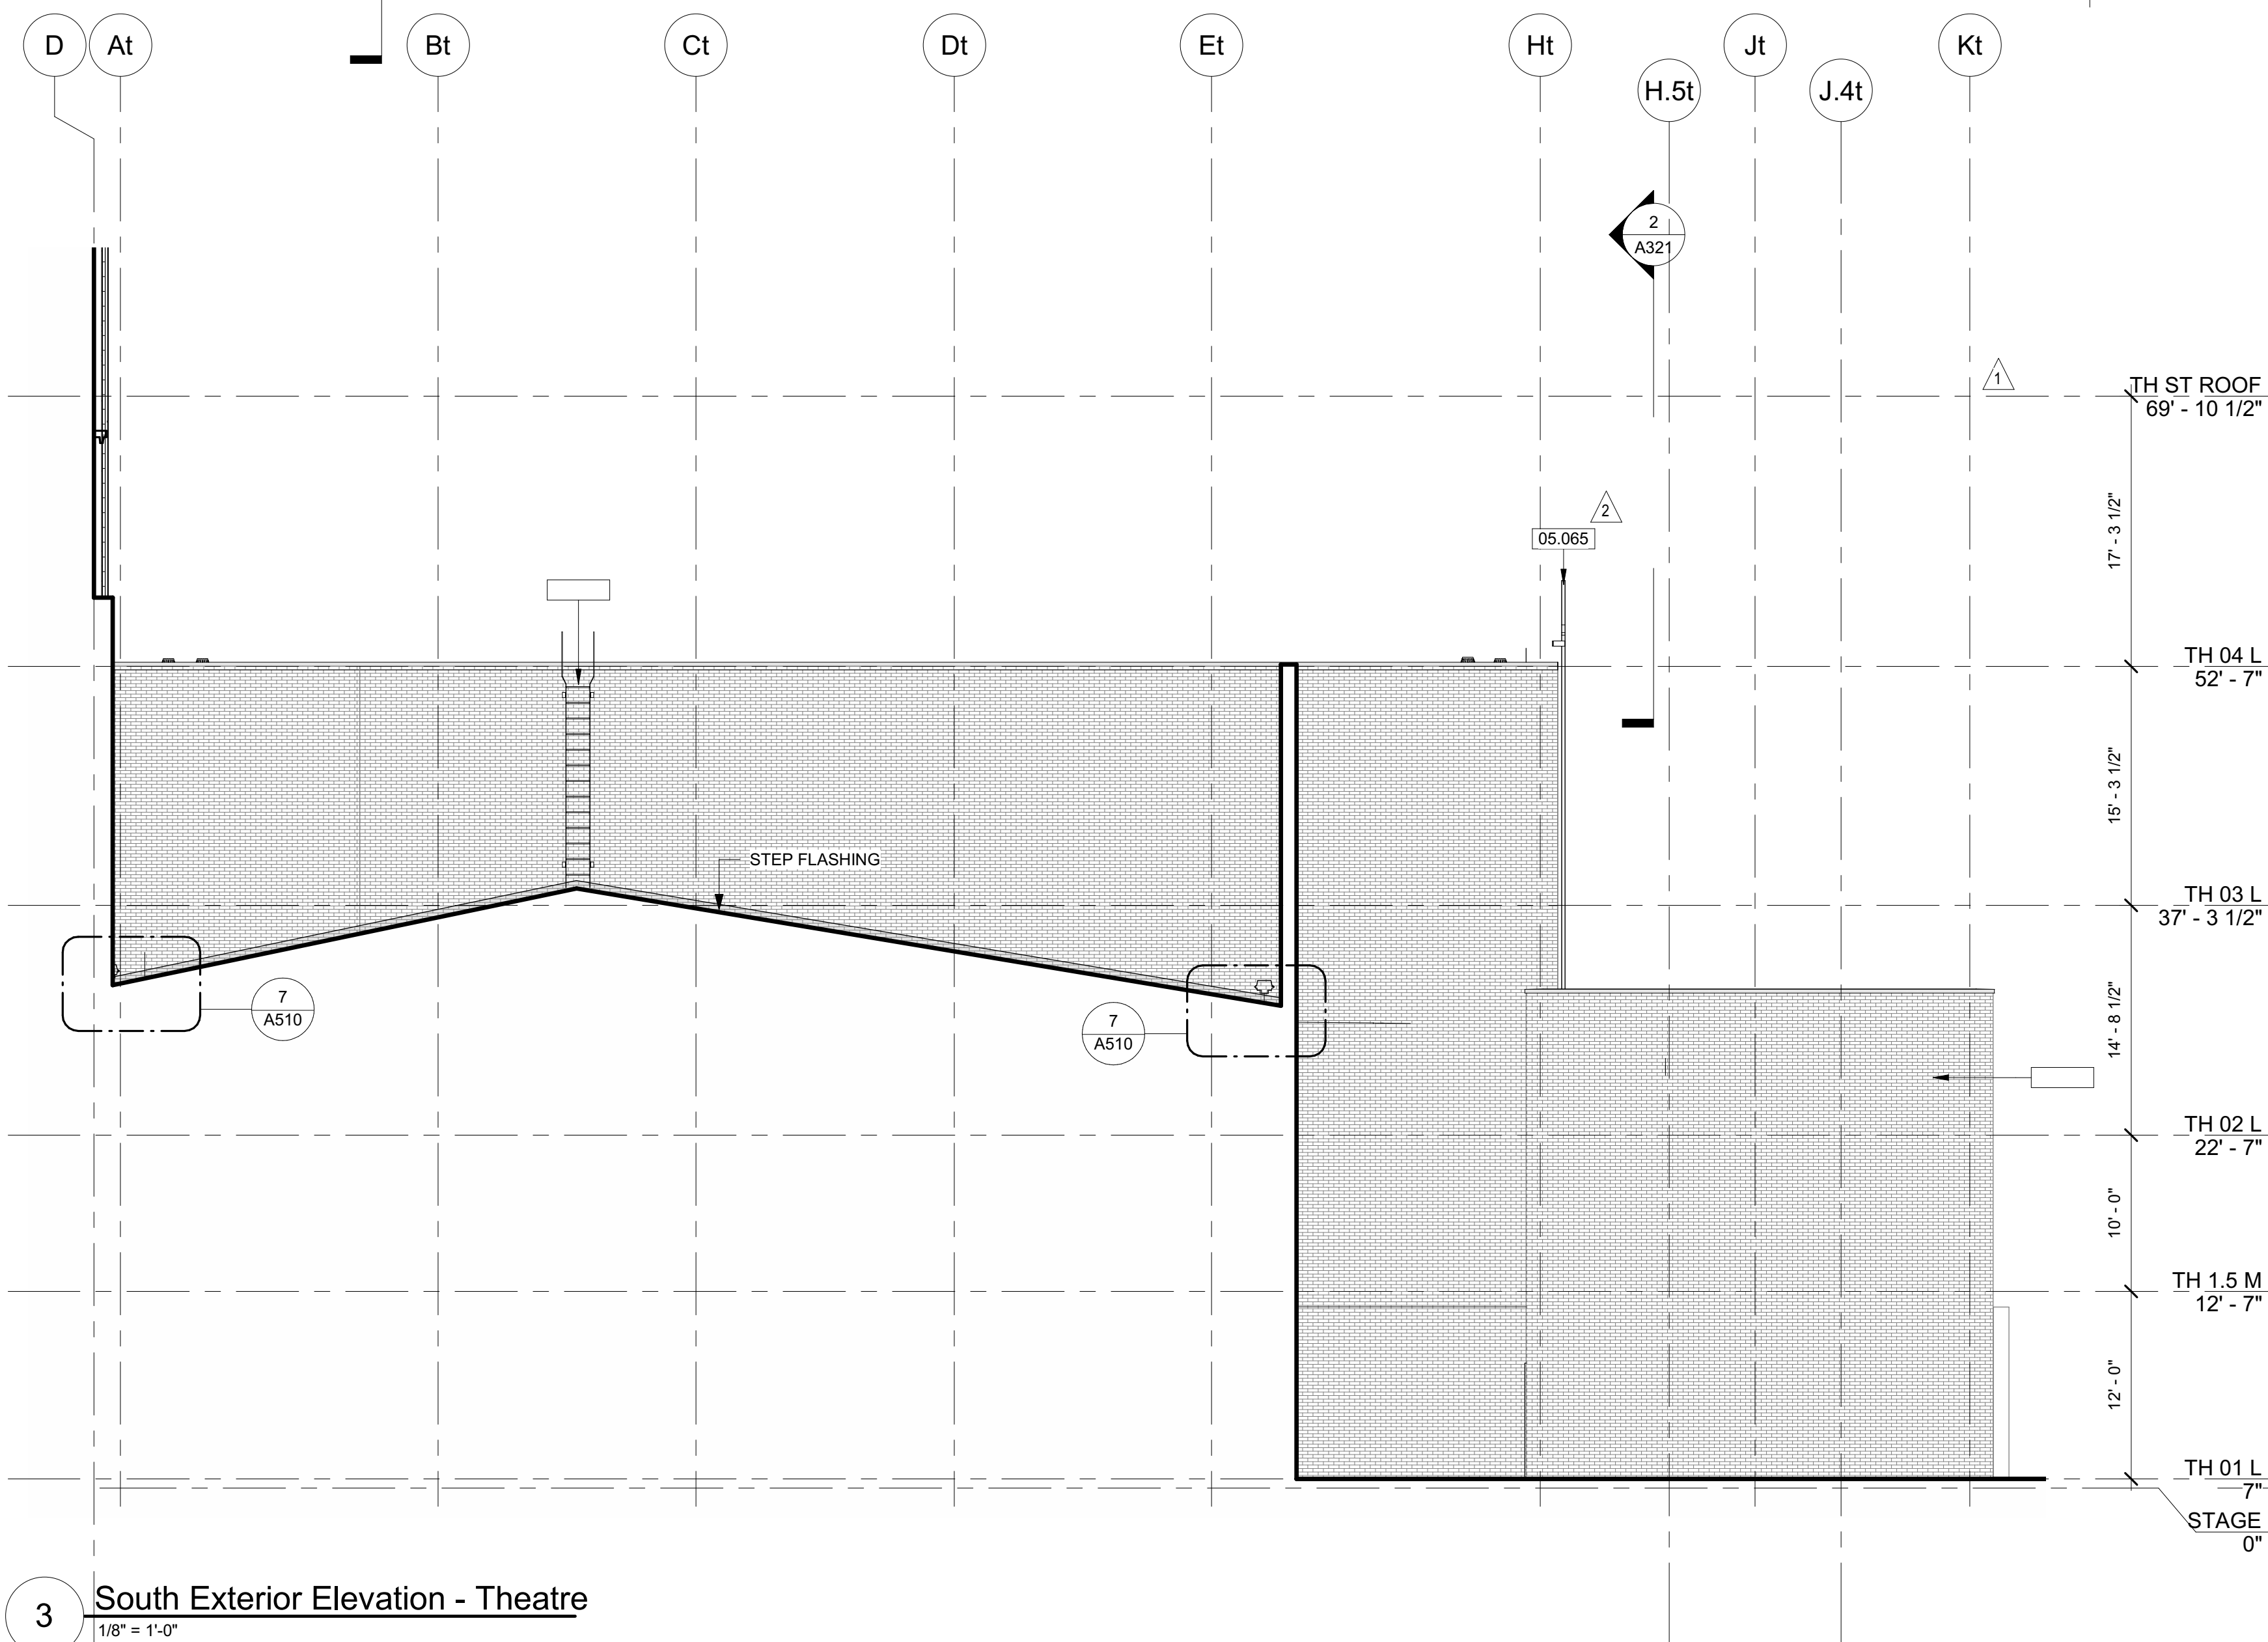 D
At
Bt
Ct
Dt
Et
Ht
H.5t
Jt
J.4t
Kt
2
A321
1
TH ST ROOF
69' - 10 1/2"
17' - 3 1/2"
2
05.065
TH 04 L
52' - 7"
15' - 3 1/2"
STEP FLASHING
TH 03 L
37' - 3 1/2"
7
A510
7
A510
14' - 8 1/2"
TH 02 L
22' - 7"
10' - 0"
TH 1.5 M
12' - 7"
12' - 0"
TH 01 L
7"
STAGE
0"
3
South Exterior Elevation - Theatre
1/8" = 1'-0"